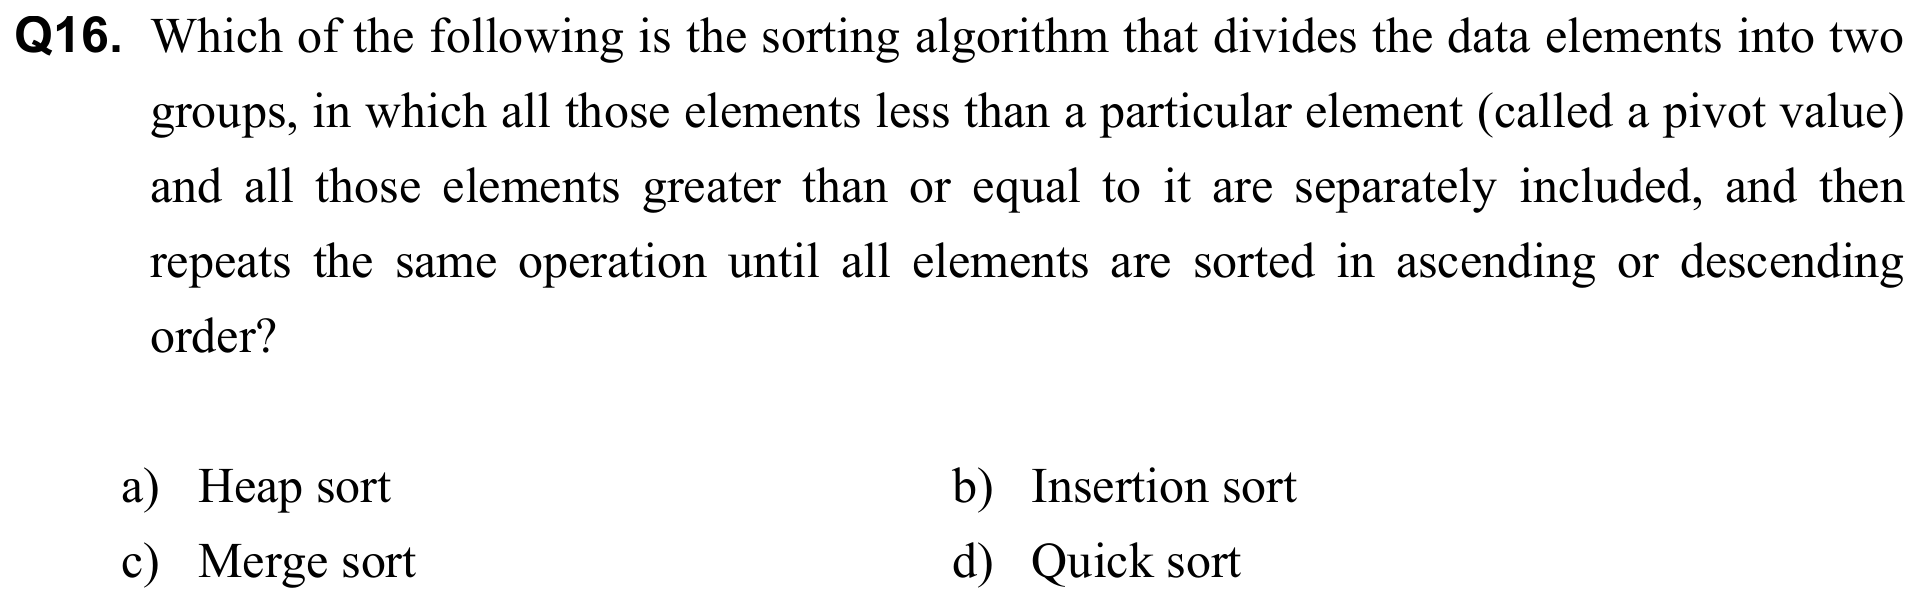 Q16. Which of the following is the sorting algorithm that divides the data elements into two
groups, in which all those elements less than a particular element (called a pivot value)
and all those elements greater than or equal to it are separately included, and then
repeats the same operation until all elements are sorted in ascending or descending
order?
a) Heap sort b) Insertion sort
c) Merge sort d) Quick sort